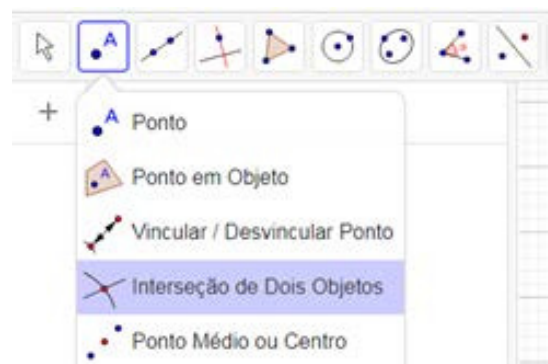 A
Ponto
A
Ponto em Objeto
A
Vincular / Desvincular Ponto
Interseção de Dois Objetos
Ponto Médio ou Centro